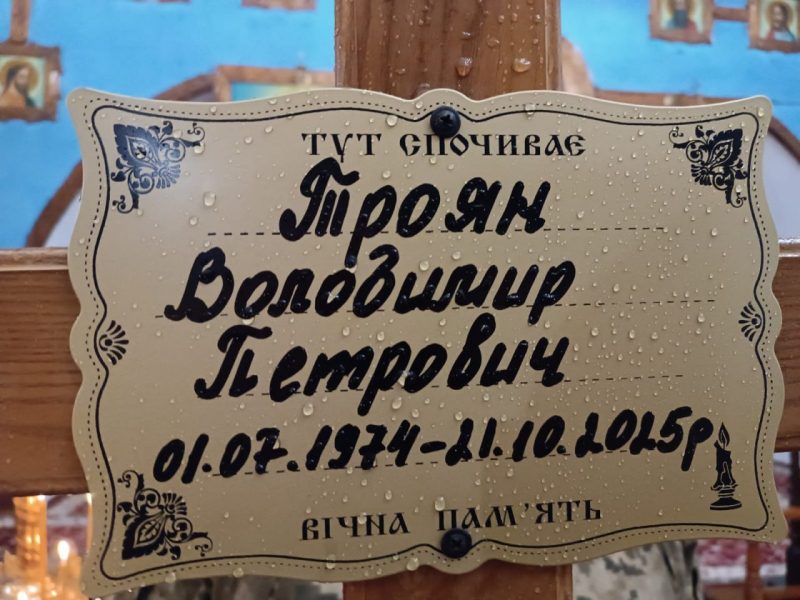 ТУТ СПОЧИВАЄ
Троян
Володимир
Петрович
01.07.1974-21.10.2025р
ВІЧНА ПАМ'ЯТЬ